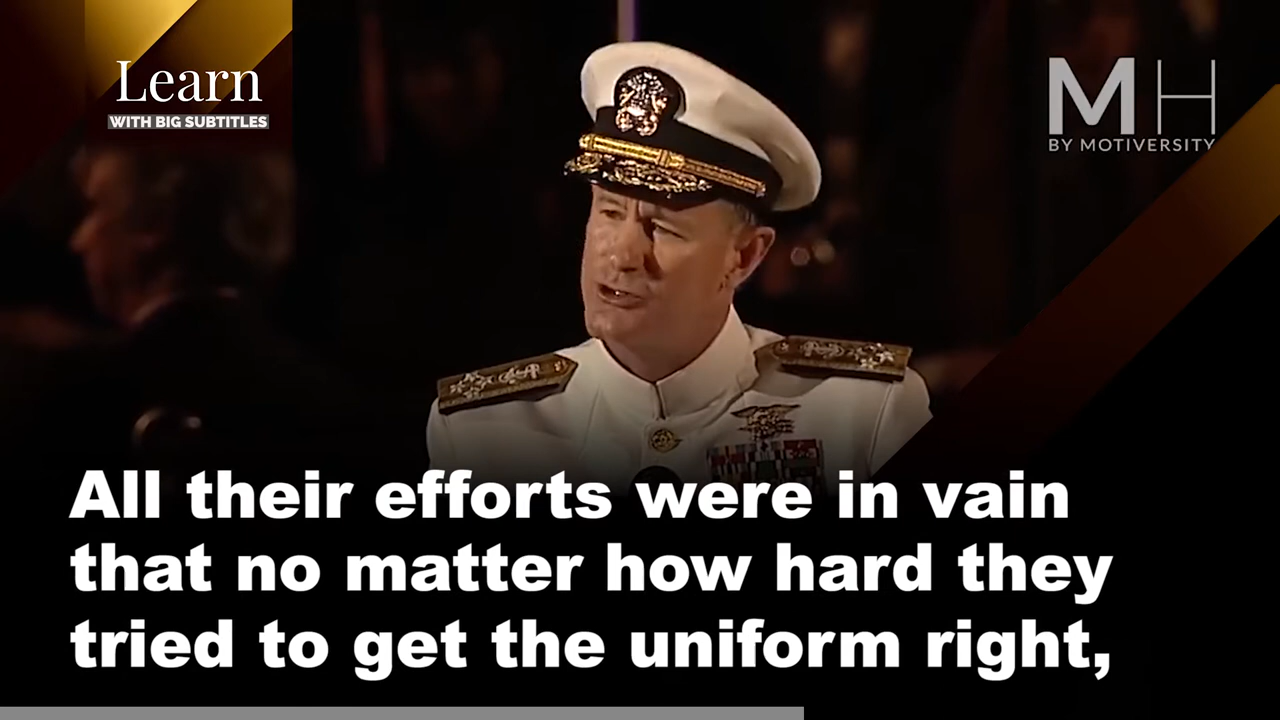 Learn
WITH BIG SUBTITLES
MH
BY MOTIVERSITY
All their efforts were in vain
that no matter how hard they
tried to get the uniform right,